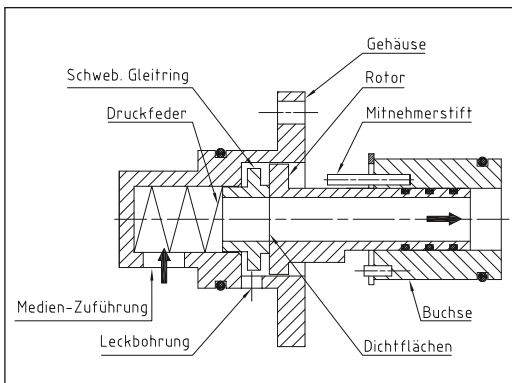 Gehäuse
Schweb. Gleitring
Rotor
Druckfeder
Mitnehmerstift
Medien-Zuführung
Buchse
Leckbohrung
Dichtflächen